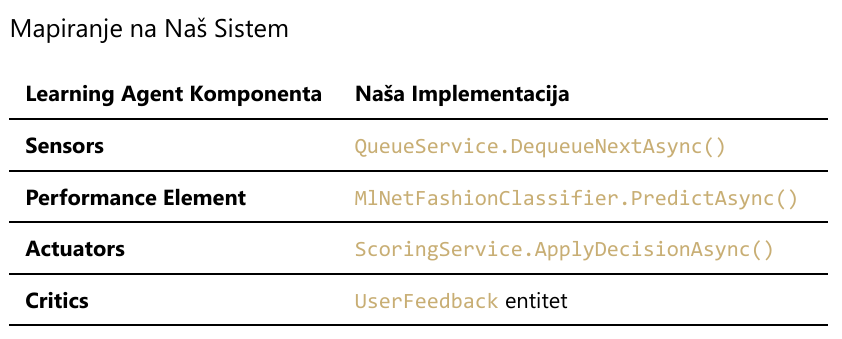 Mapiranje na Naš Sistem
Learning Agent Komponenta Naša Implementacija
Sensors QueueService.DequeueNextAsync()
Performance Element MlNetFashionClassifier.PredictAsync()
Actuators ScoringService.ApplyDecisionAsync()
Critics UserFeedback entitet